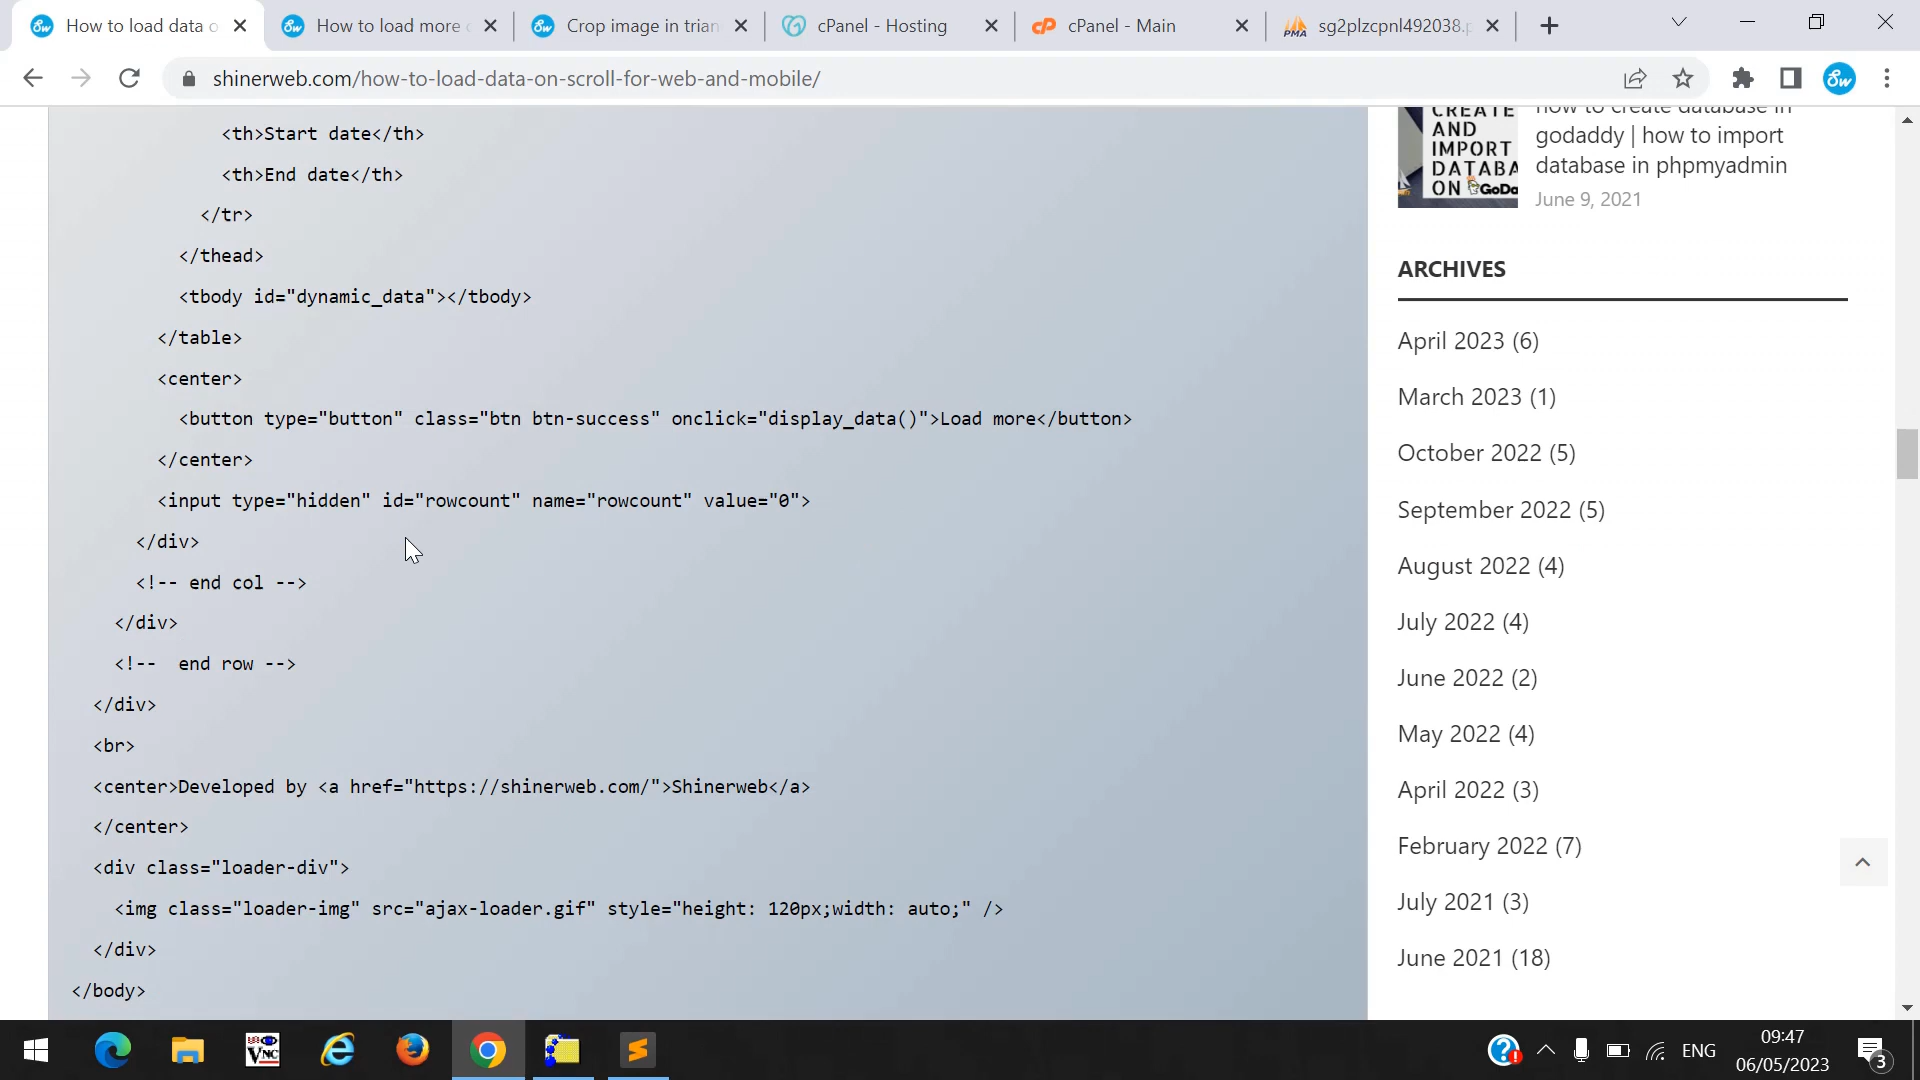 How to load data o
How to load more
Crop image in trian
cPanel - Hosting
cPanel - Main
sg2plzcpnl492038.p
shinerweb.com/how-to-load-data-on-scroll-for-web-and-mobile/
<th>Start date</th>
<th>End date</th>
</tr>
</thead>
<tbody id="dynamic_data"></tbody>
</table>
<center>
<button type="button" class="btn btn-success" onclick="display_data()">Load more</button>
</center>
<input type="hidden" id="rowcount" name="rowcount" value="0">
</div>
<!-- end col -->
</div>
<!--  end row -->
</div>
<br>
<center>Developed by <a href="https://shinerweb.com/">Shinerweb</a>
</center>
<div class="loader-div">
<img class="loader-img" src="ajax-loader.gif" style="height: 120px;width: auto;" />
</div>
</body>
CREATE
AND
IMPORT
DATABA
ON GoDa
how to create database in
godaddy | how to import
database in phpmyadmin
June 9, 2021
ARCHIVES
April 2023 (6)
March 2023 (1)
October 2022 (5)
September 2022 (5)
August 2022 (4)
July 2022 (4)
June 2022 (2)
May 2022 (4)
April 2022 (3)
February 2022 (7)
July 2021 (3)
June 2021 (18)
ENG
09:47
06/05/2023
3